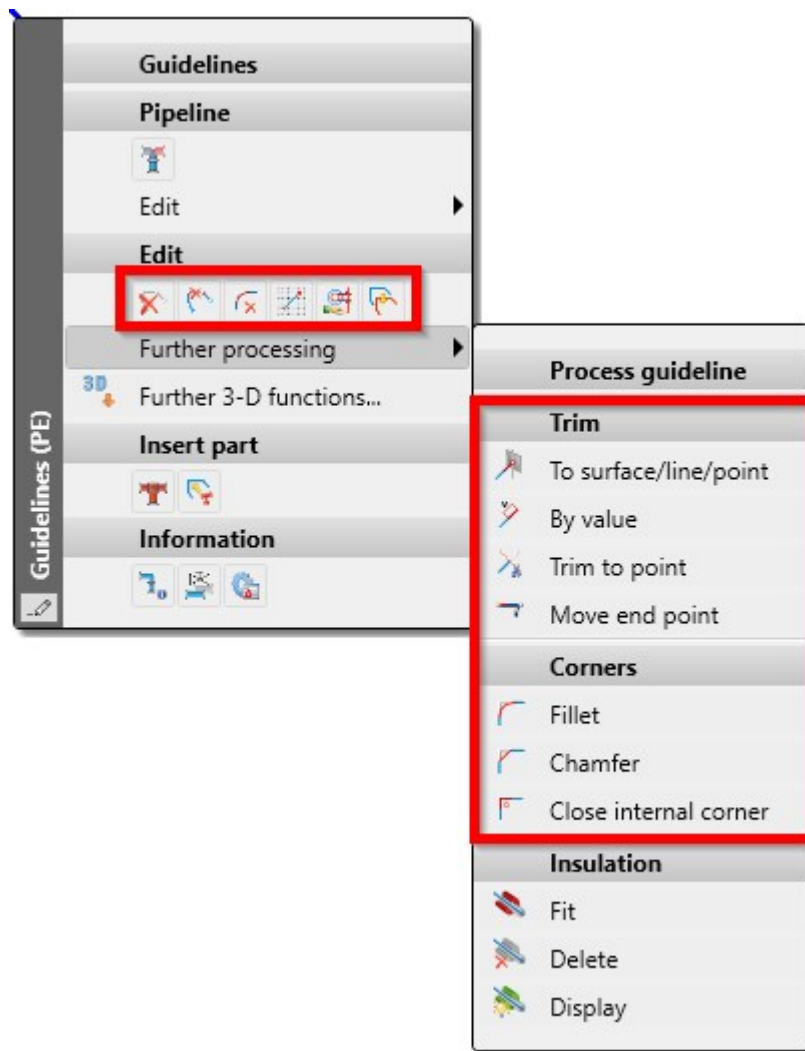 Guidelines (PE)
Guidelines
Pipeline
Edit
Edit
Further processing
3D
Further 3-D functions...
Insert part
Information
Process guideline
Trim
To surface/line/point
By value
Trim to point
Move end point
Corners
Fillet
Chamfer
Close internal corner
Insulation
Fit
Delete
Display